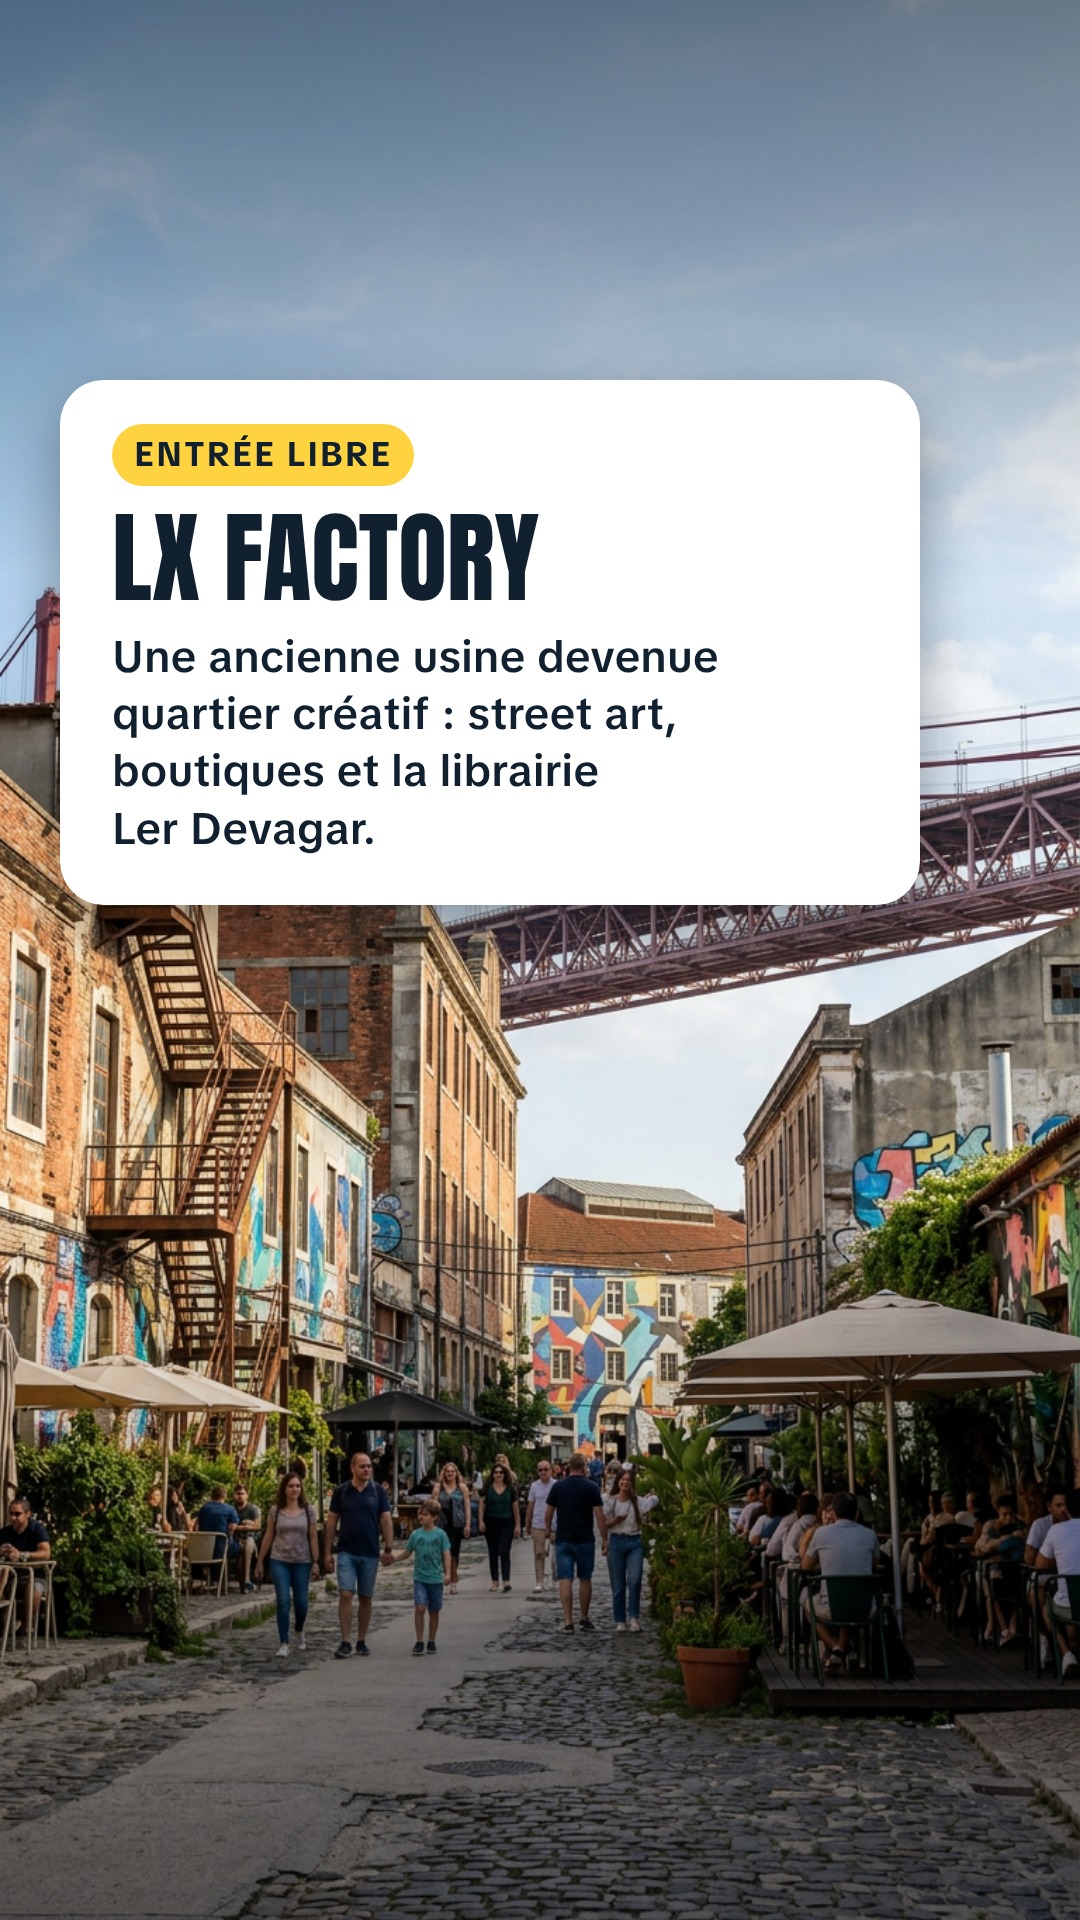 ENTRÉE LIBRE
LX FACTORY
Une ancienne usine devenue
quartier créatif : street art,
boutiques et la librairie
Ler Devagar.